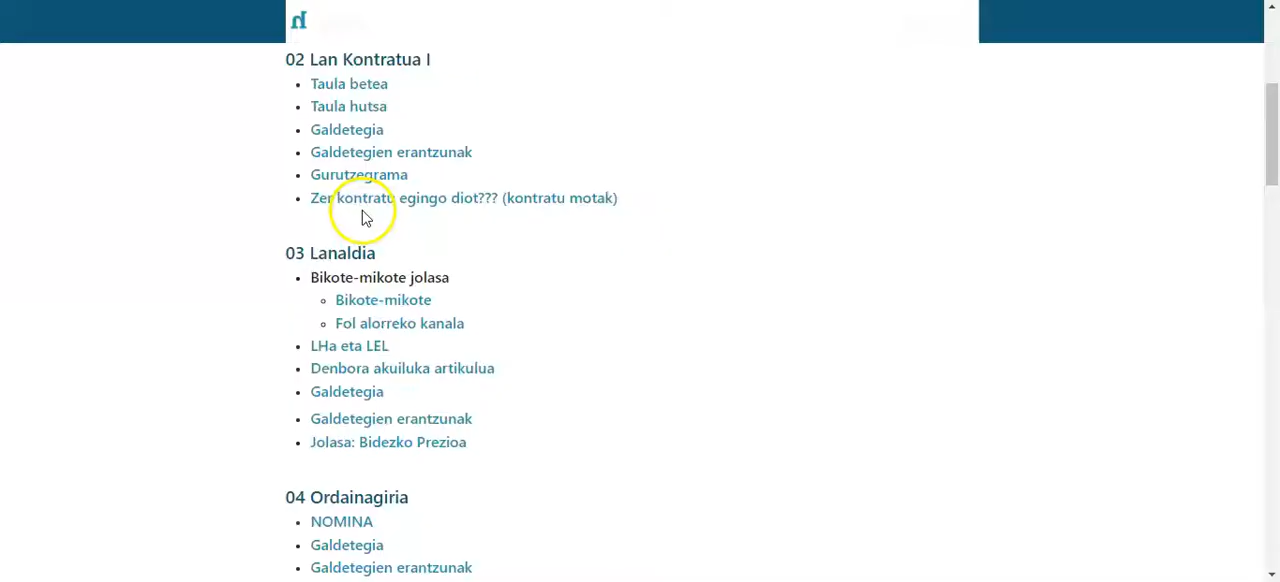 02 Lan Kontratua I
Taula betea
Taula hutsa
Galdetegia
Galdetegien erantzunak
Gurutzegrama
Zer kontratu egingo diot??? (kontratu motak)
03 Lanaldia
Bikote-mikote jolasa
Bikote-mikote
Fol alorreko kanala
LHa eta LEL
Denbora akuiluka artikulua
Galdetegia
Galdetegien erantzunak
Jolasa: Bidezko Prezioa
04 Ordainagiria
NOMINA
Galdetegia
Galdetegien erantzunak